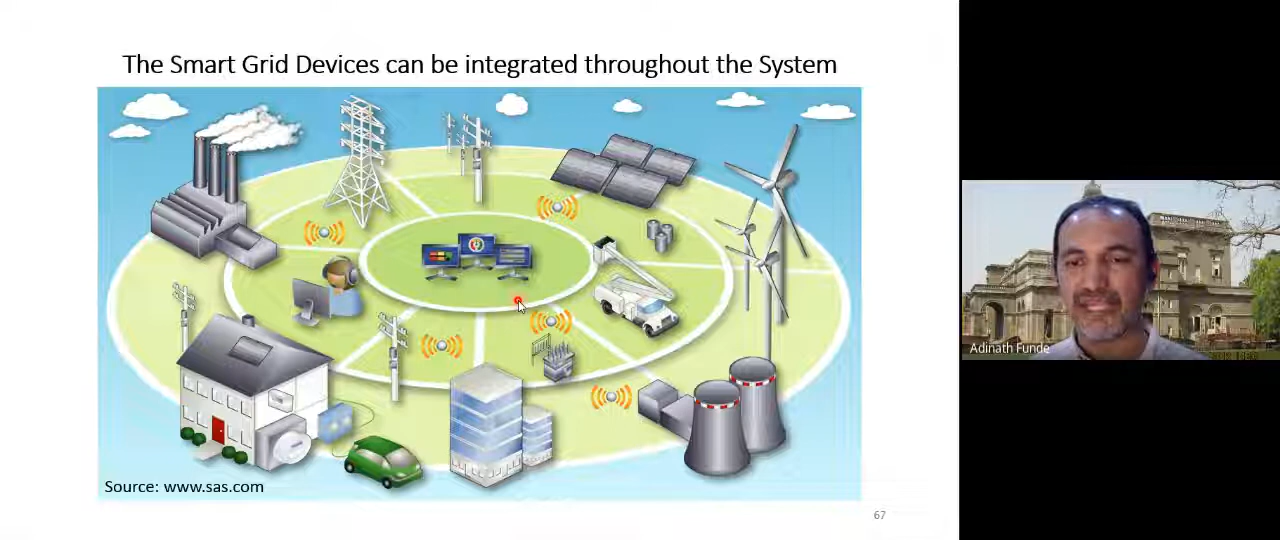 The Smart Grid Devices can be integrated throughout the System
Source: www.sas.com
67
Adinath Funde